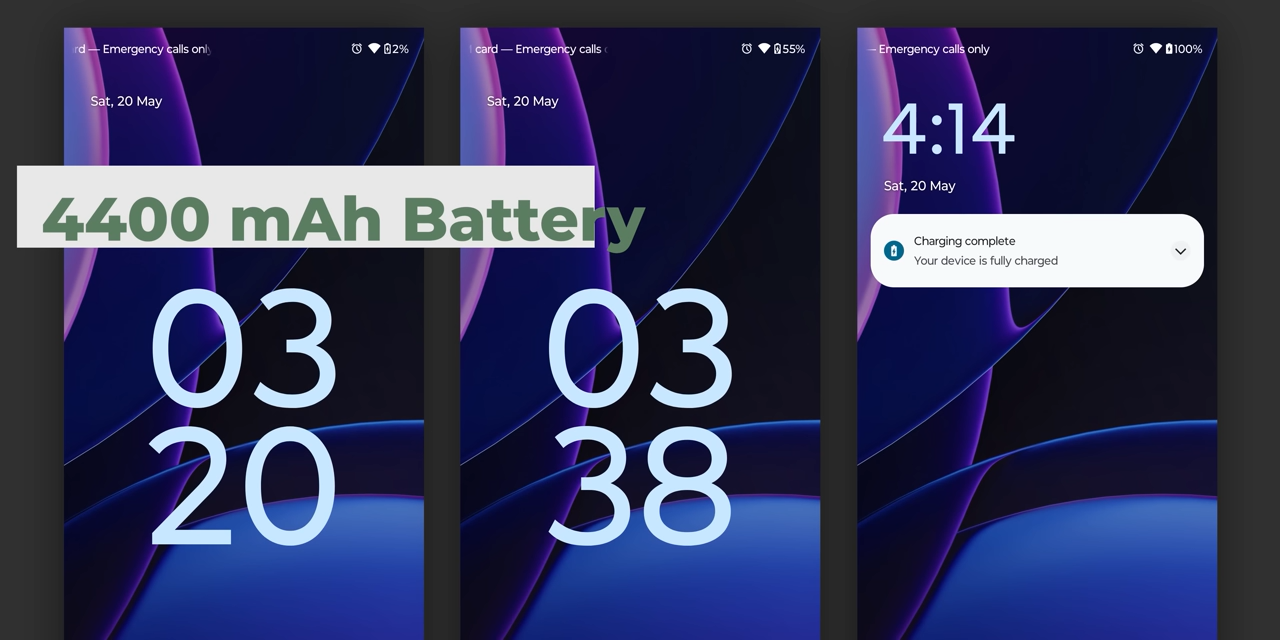 rd — Emergency calls only
2%
Sat, 20 May
03
20
card — Emergency calls
55%
Sat, 20 May
03
38
4400 mAh Battery
— Emergency calls only
100%
4:14
Sat, 20 May
Charging complete
Your device is fully charged